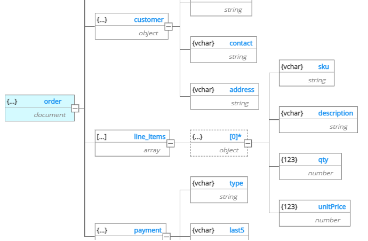 string
{...} customer
object
{vchar} contact
string
{vchar} address
string
{vchar} sku
string
{...} order
document
{vchar} description
string
[...] line_items
array
{...} [0]*
object
{123} qty
number
{vchar} type
string
{123} unitPrice
number
{...} payment
{vchar} last5